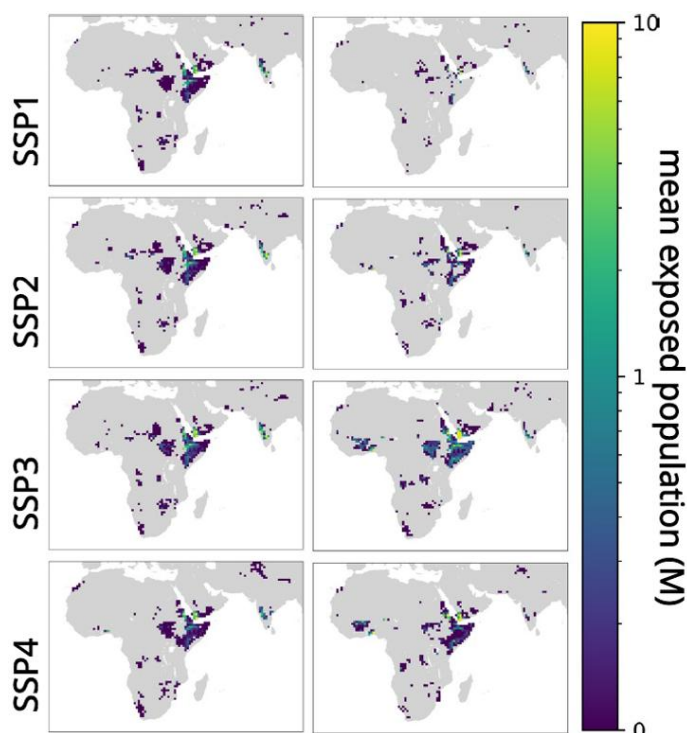 SSP1
SSP2
SSP3
SSP4
10
1
0
mean exposed population (M)